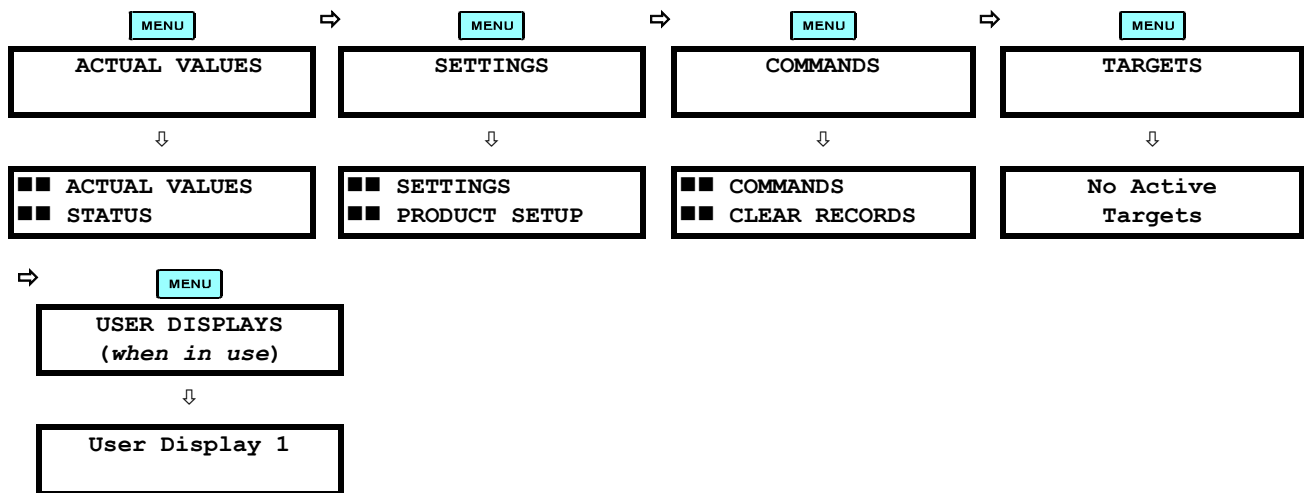 MENU
MENU
MENU
MENU
ACTUAL VALUES
SETTINGS
COMMANDS
TARGETS
ACTUAL VALUES
STATUS
SETTINGS
PRODUCT SETUP
COMMANDS
CLEAR RECORDS
No Active
Targets
MENU
USER DISPLAYS
(when in use)
User Display 1